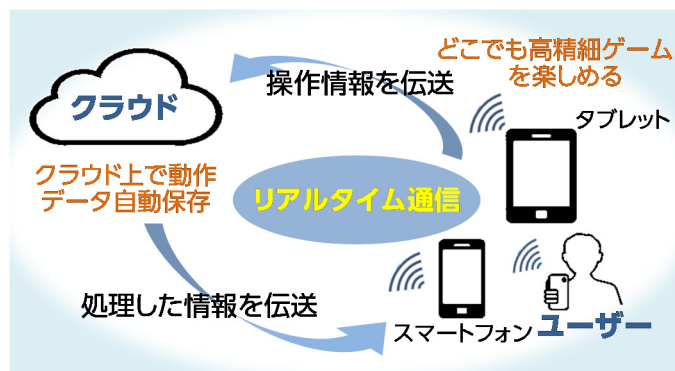 どこでも高精細ゲーム
を楽しめる
操作情報を伝送
クラウド
タブレット
クラウド上で動作
データ自動保存
リアルタイム通信
処理した情報を伝送
スマートフォン
ユーザー